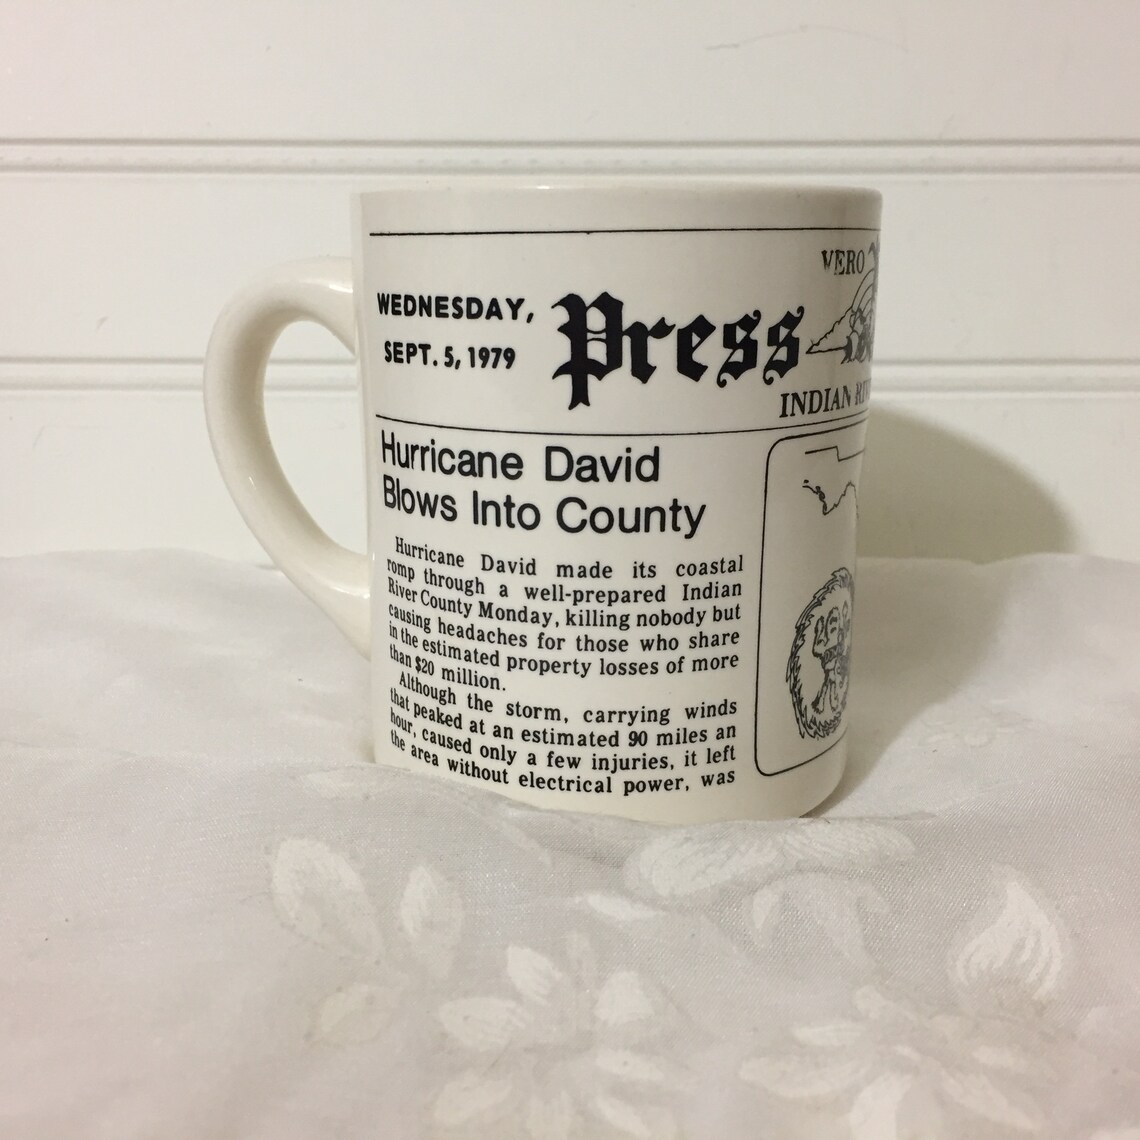 WEDNESDAY,
SEPT. 5, 1979
Press
VERO
INDIAN
Hurricane David
Blows Into County
Hurricane David made its coastal
romp through a well-prepared Indian
River County Monday, killing nobody but
causing headaches for those who share
in the estimated property losses of more
than $20 million.
Although the storm, carrying winds
that peaked at an estimated 90 miles an
hour, caused only a few injuries, it left
the area without electrical power, was